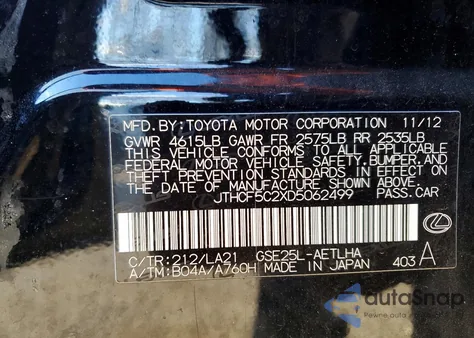 MFD.BY:TOYOTA MOTOR CORPORATION 11/12
GVWR 4615LB GAWR FR 2575LB RR 2535LB
THIS VEHICLE CONFORMS TO ALL APPLICABLE
FEDERAL MOTOR VEHICLE SAFETY, BUMPER, AND
THEFT PREVENTION STANDARDS IN EFFECT ON
THE DATE OF MANUFACTURE SHOWN ABOVE.
JTHCF5C2XD5062499 PASS.CAR
C/TR:212/LA21 GSE25L-AETLHA
A/TM:B04A/A760H MADE IN JAPAN 403 A
autoSnap